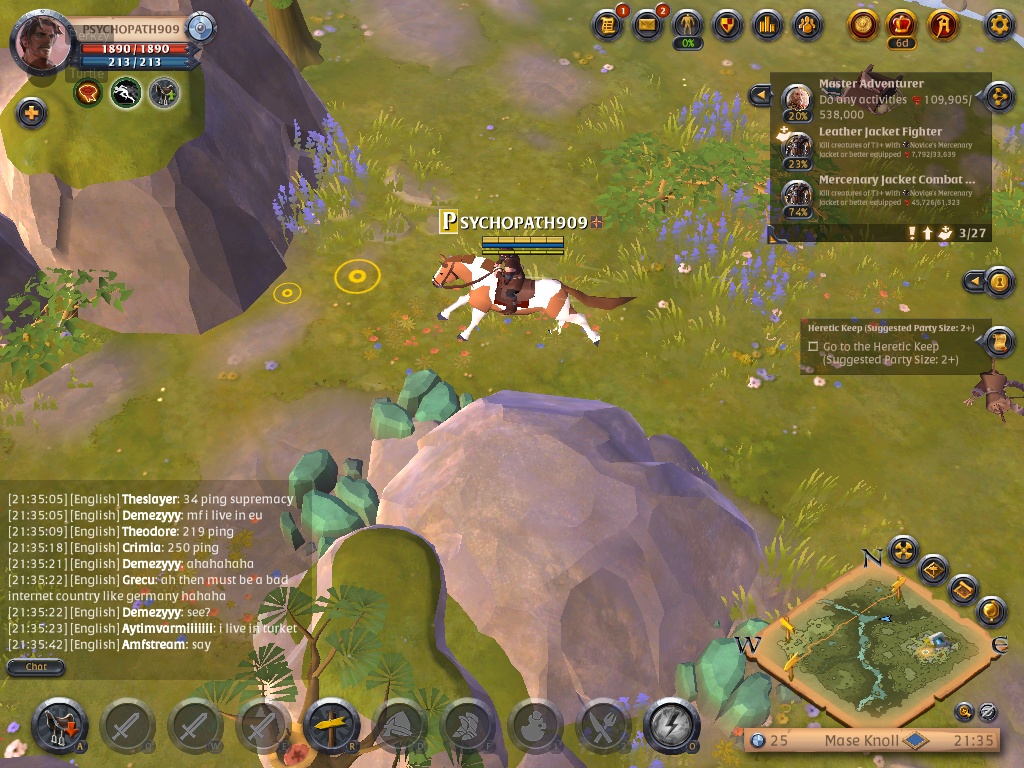 PSYCHOPATH909
1890 / 1890
213 / 213
Turtle
1
2
0%
6d
Master Adventurer
Do any activities 109,905/
538,000
20%
Leather Jacket Fighter
Kill creatures of T3+ with Novice's Mercenary
Jacket or better equipped 7,792/33,639
23%
Mercenary Jacket Combat ...
Kill creatures of T3+ with Novice's Mercenary
Jacket or better equipped 45,726/61,323
74%
3/27
PSYCHOPATH909
Heretic Keep (Suggested Party Size: 2+)
Go to the Heretic Keep
(Suggested Party Size: 2+)
[21:35:05] [English] Theslayer: 34 ping supremacy
[21:35:05] [English] Demezyyy: mf i live in eu
[21:35:09] [English] Theodore: 219 ping
[21:35:18] [English] Crimia: 250 ping
[21:35:21] [English] Demezyyy: ahahahaha
[21:35:22] [English] Grecu: ah then must be a bad
internet country like germany hahaha
[21:35:22] [English] Demezyyy: see?
[21:35:23] [English] Aytimvarmiiiiiii: i live in turket
[21:35:42] [English] Amfstream: say
Chat
N
W
E
A
Q
W
E
R
D
F
O
25 Mase Knoll 21:35